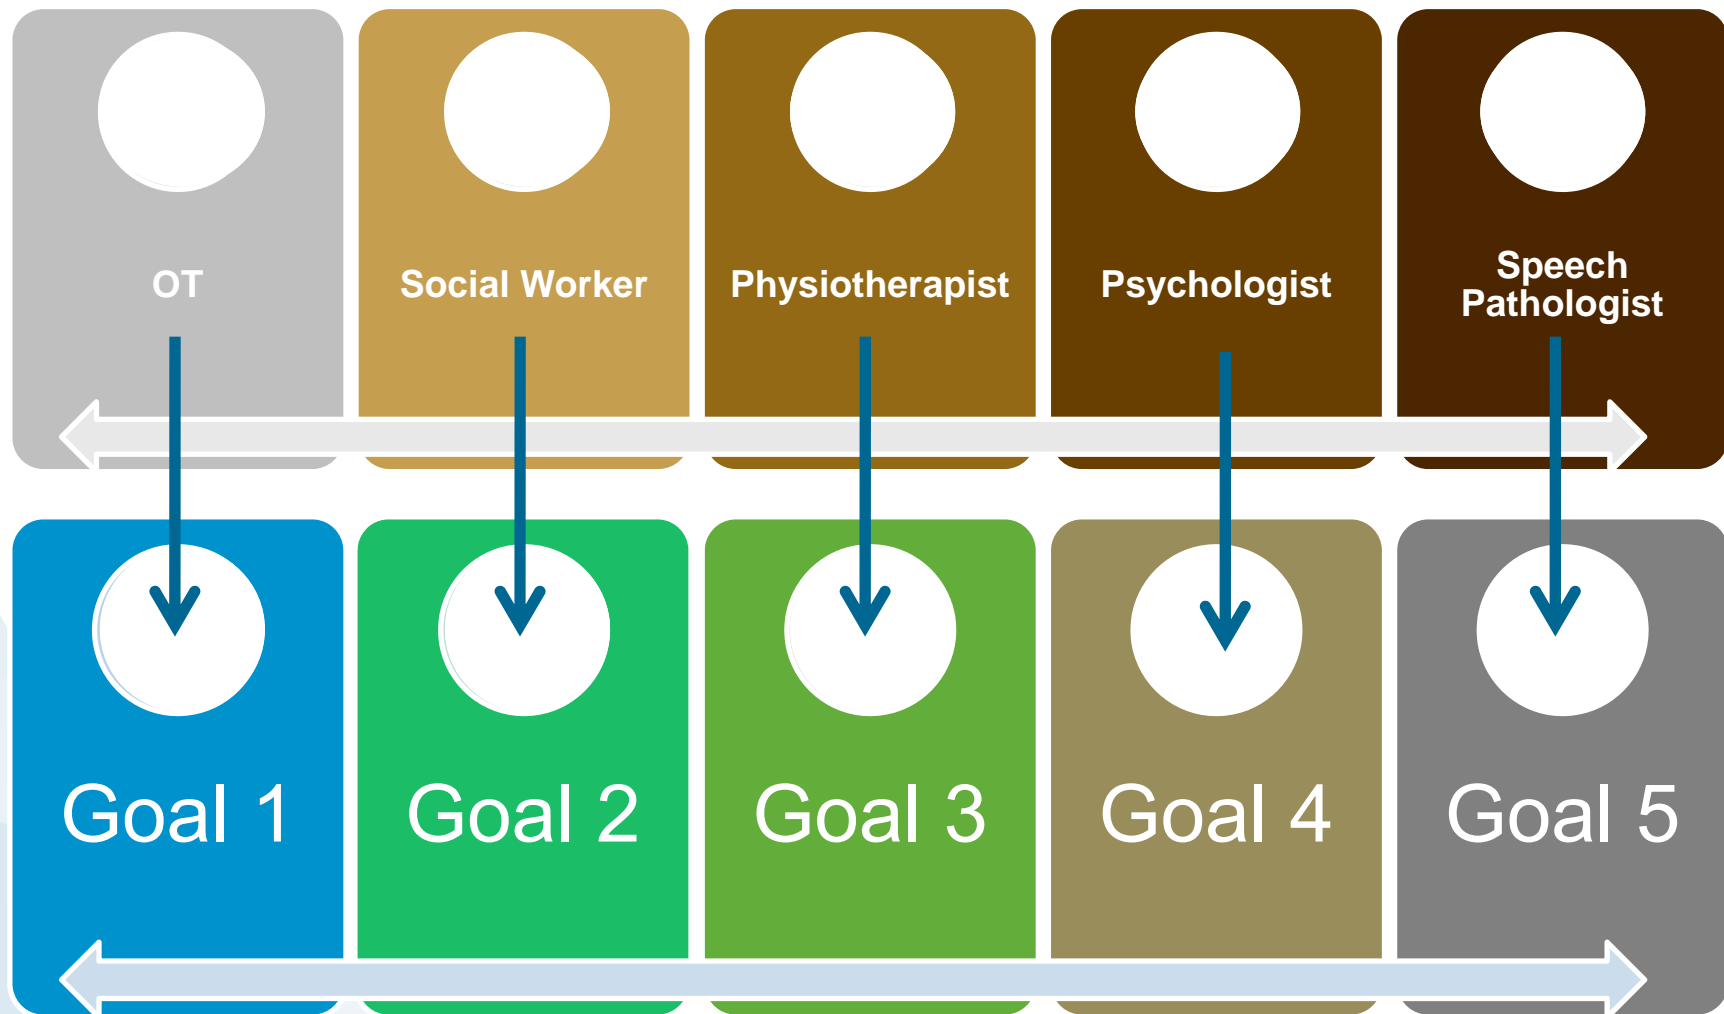 OT
Social Worker
Physiotherapist
Psychologist
Speech
Pathologist
Goal 1
Goal 2
Goal 3
Goal 4
Goal 5